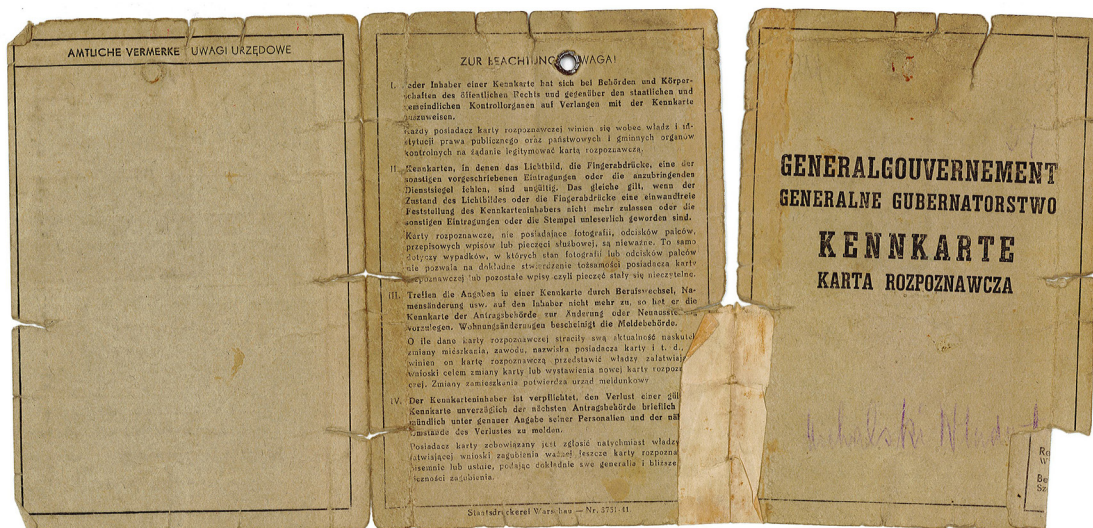 AMTLICHE VERMERKE UWAGI URZĘDOWE
ZUR BEACHTUNG! UWAGA!
I. Jeder Inhaber einer Kennkarte hat sich bei Behörden und Körper-
schaften des öffentlichen Rechts und gegenüber den staatlichen und
gemeindlichen Kontrollorganen auf Verlangen mit der Kennkarte
auszuweisen.
Każdy posiadacz karty rozpoznawczej winien się wobec władz i in-
stytucji prawa publicznego oraz państwowych i gminnych organów
kontrolnych na żądanie legitymować kartą rozpoznawczą.
II. Kennkarten, in denen das Lichtbild, die Fingerabdrücke, eine der
sonstigen vorgeschriebenen Eintragungen oder die anzubringenden
Dienstsiegel fehlen, sind ungültig. Das gleiche gilt, wenn der
Zustand des Lichtbildes oder die Fingerabdrücke eine einwandfreie
Feststellung des Kennkarteninhabers nicht mehr zulassen oder die
sonstigen Eintragungen oder die Stempel unleserlich geworden sind.
Karty rozpoznawcze, nie posiadające fotografii, odcisków palców,
przepisowych wpisów lub pieczęci służbowej, są nieważne. To samo
dotyczy wypadków, w których stan fotografii lub odcisków palców
nie pozwala na dokładne stwierdzenie tożsamości posiadacza karty
rozpoznawczej lub pozostałe wpisy czyli pieczęć stały się nieczytelne.
III. Treffen die Angaben in einer Kennkarte durch Berufswechsel, Na-
mensänderung usw. auf den Inhaber nicht mehr zu, so hat er die
Kennkarte der Antragsbehörde zur Änderung oder Neuausste
vorzulegen. Wohnungsänderungen bescheinigt die Meldebehörde.
O ile dane karty rozpoznawczej straciły swą aktualność naskutek
zmiany mieszkania, zawodu, nazwiska posiadacza karty i t. d.,
winien on kartę rozpoznawczą przedstawić władzy załatwiaj
wnioski celem zmiany karty lub wystawienia nowej karty rozpoz
czej. Zmiany zamieszkania potwierdza urząd meldunkowy
IV. Der Kennkarteninhaber ist verpflichtet, den Verlust einer gül
Kennkarte unverzüglich der nächsten Antragsbehörde brieflich
mündlich unter genauer Angabe seiner Personalien und der nä
Umstände des Verlustes zu melden.
Posiadacz karty zobowiązany jest zgłosić natychmiast władzy
załatwiającej wnioski zagubienia ważnej jeszcze karty rozpozna
pisemnie lub ustnie, podając dokładnie swe generalia i bliższe
liczności zagubienia.
Staatsdruckerei Warschau — Nr. 3731-41
GENERALGOUVERNEMENT
GENERALNE GUBERNATORSTWO
KENNKARTE
KARTA ROZPOZNAWCZA